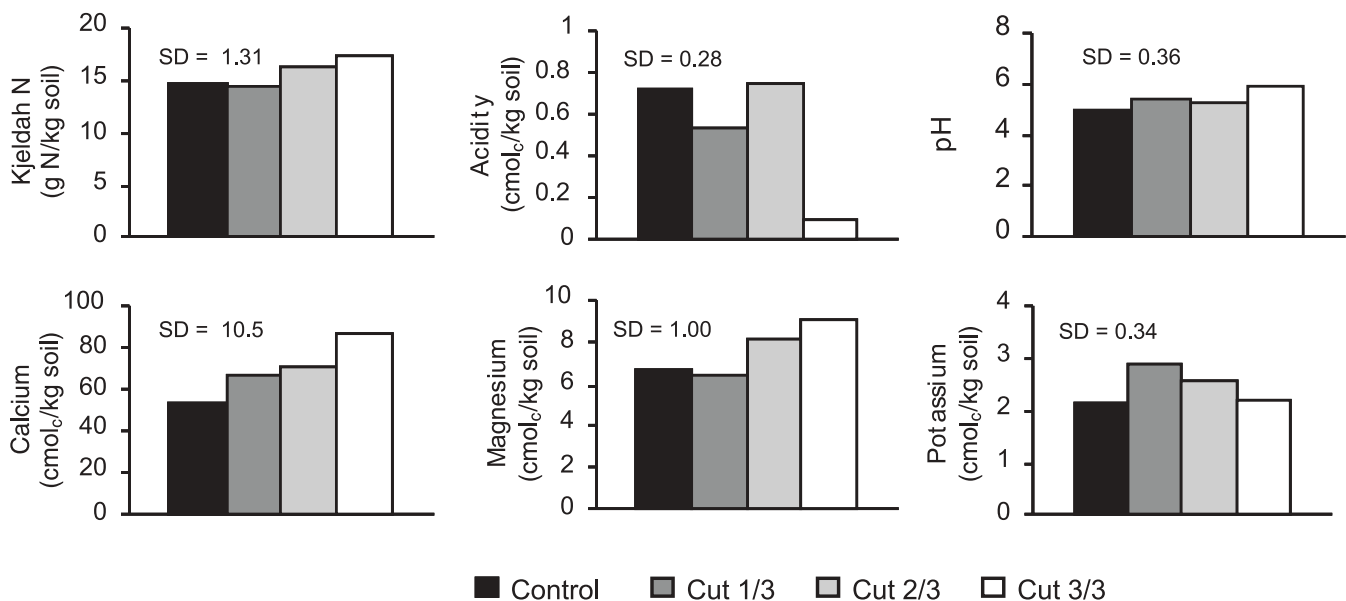 Kjeldah N
(g N/kg soil)
20
15
10
5
0
SD = 1.31
Acidity
(cmolc/kg soil)
1
0.8
0.6
0.4
0.2
0
SD = 0.28
pH
8
6
4
2
0
SD = 0.36
Calcium
(cmolc/kg soil)
100
80
60
40
20
0
SD = 10.5
Magnesium
(cmolc/kg soil)
10
8
6
4
2
0
SD = 1.00
Potassium
(cmolc/kg soil)
4
3
2
1
0
SD = 0.34
Control Cut 1/3 Cut 2/3 Cut 3/3